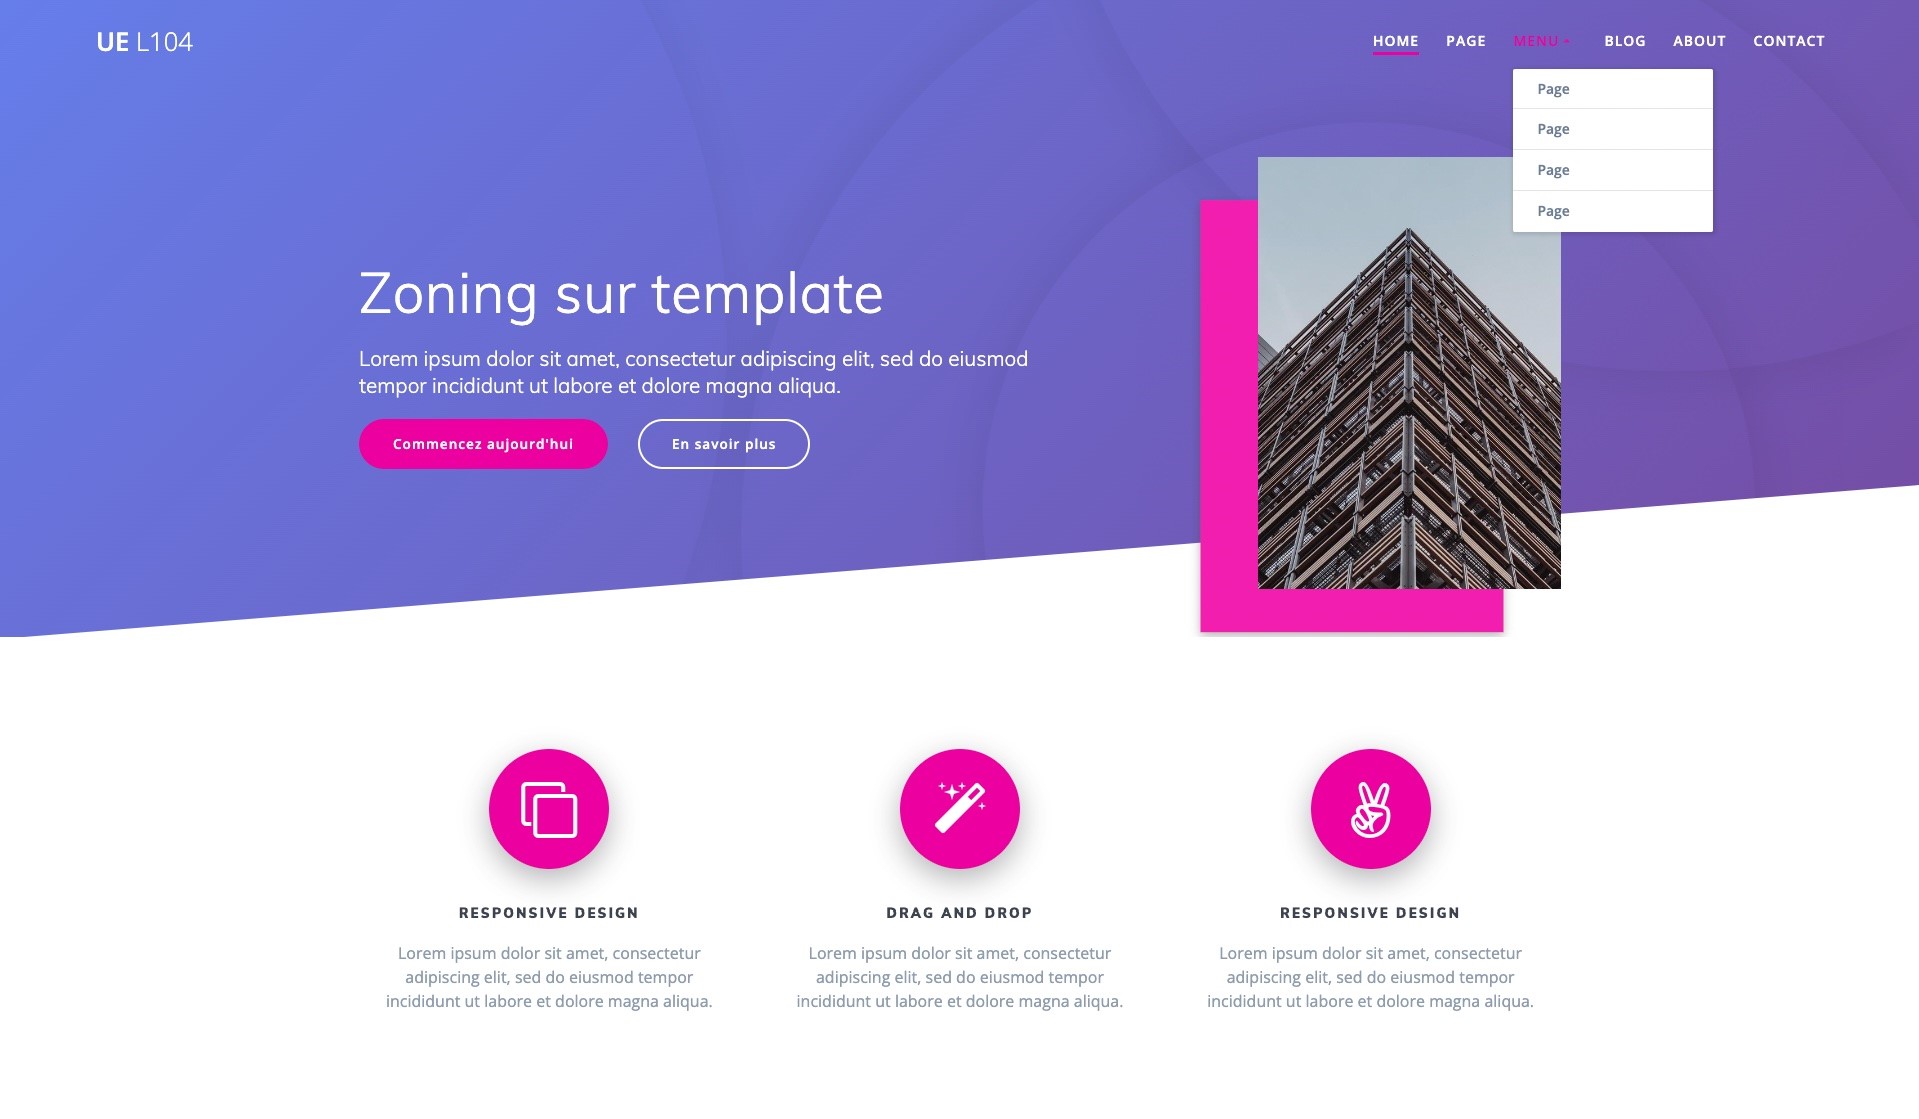 UE L104
HOME PAGE MENU BLOG ABOUT CONTACT
Page
Page
Page
Page
Zoning sur template
Lorem ipsum dolor sit amet, consectetur adipiscing elit, sed do eiusmod
tempor incididunt ut labore et dolore magna aliqua.
Commencez aujourd'hui
En savoir plus
RESPONSIVE DESIGN
Lorem ipsum dolor sit amet, consectetur
adipiscing elit, sed do eiusmod tempor
incididunt ut labore et dolore magna aliqua.
DRAG AND DROP
Lorem ipsum dolor sit amet, consectetur
adipiscing elit, sed do eiusmod tempor
incididunt ut labore et dolore magna aliqua.
RESPONSIVE DESIGN
Lorem ipsum dolor sit amet, consectetur
adipiscing elit, sed do eiusmod tempor
incididunt ut labore et dolore magna aliqua.